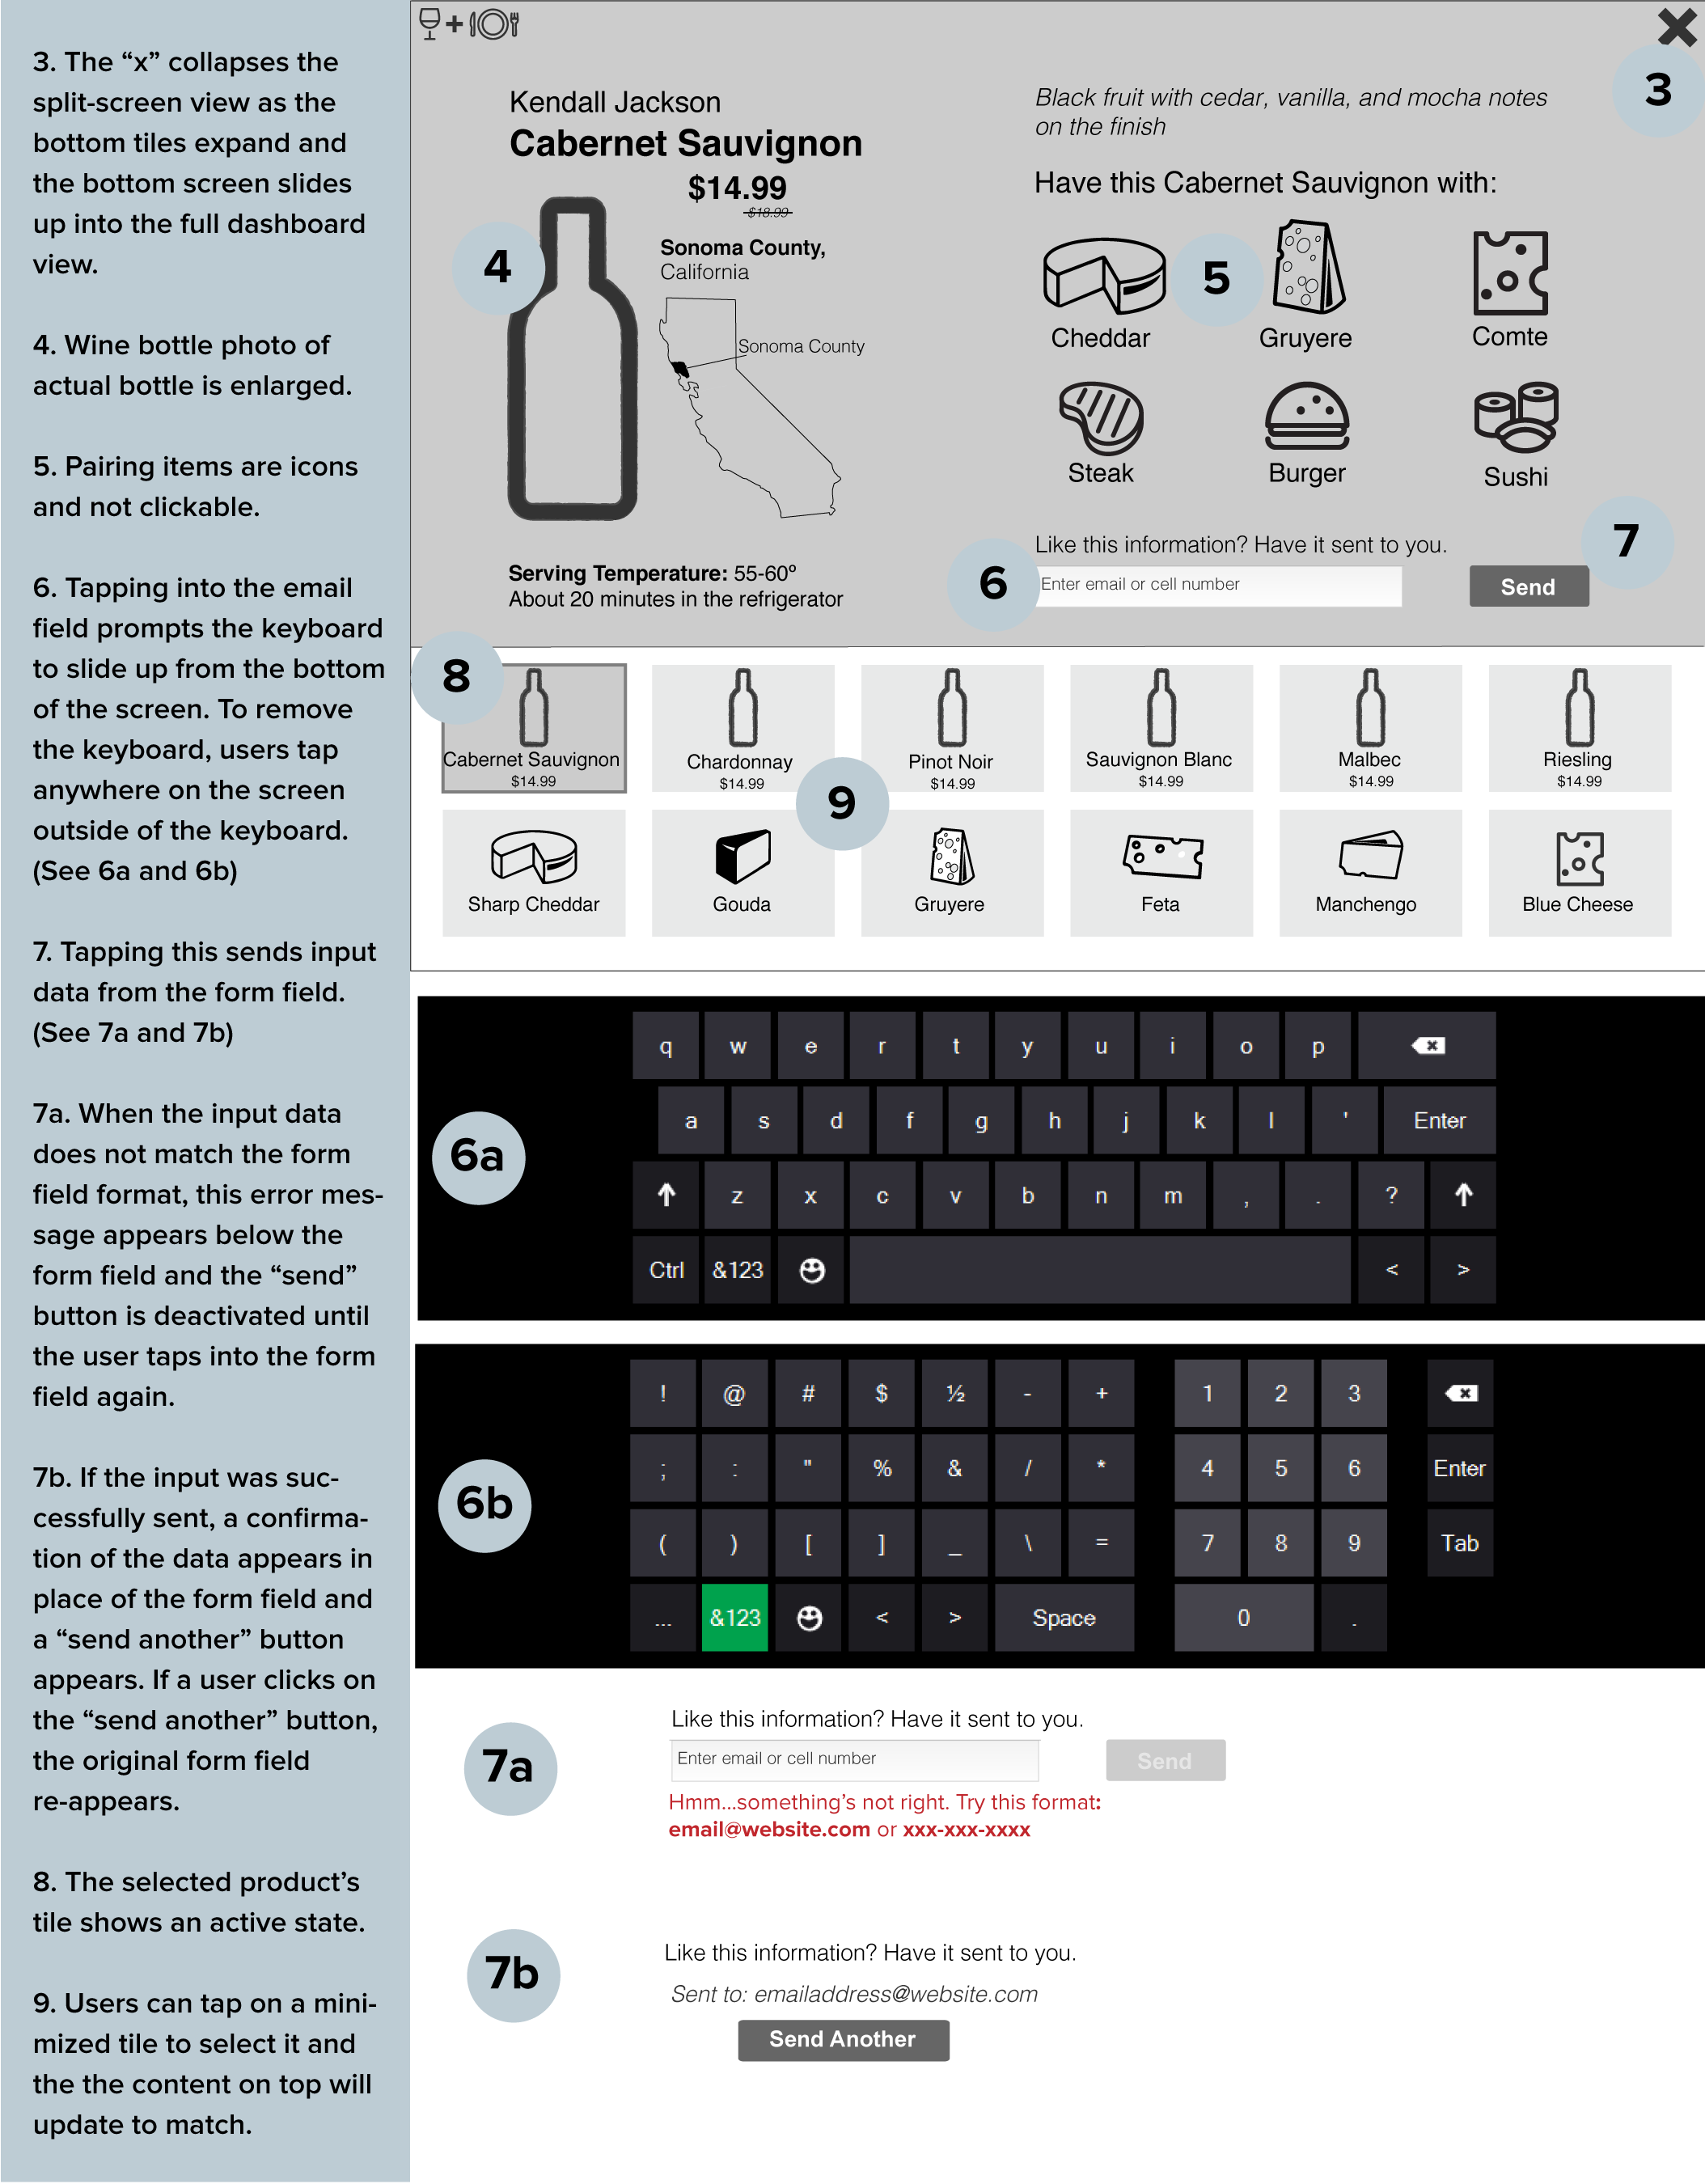 3. The “x” collapses the
split-screen view as the
bottom tiles expand and
the bottom screen slides
up into the full dashboard
view.
4. Wine bottle photo of
actual bottle is enlarged.
5. Pairing items are icons
and not clickable.
6. Tapping into the email
field prompts the keyboard
to slide up from the bottom
of the screen. To remove
the keyboard, users tap
anywhere on the screen
outside of the keyboard.
(See 6a and 6b)
7. Tapping this sends input
data from the form field.
(See 7a and 7b)
7a. When the input data
does not match the form
field format, this error mes-
sage appears below the
form field and the “send”
button is deactivated until
the user taps into the form
field again.
7b. If the input was suc-
cessfully sent, a confirma-
tion of the data appears in
place of the form field and
a “send another” button
appears. If a user clicks on
the “send another” button,
the original form field
re-appears.
8. The selected product’s
tile shows an active state.
9. Users can tap on a mini-
mized tile to select it and
the the content on top will
update to match.
+
3
Kendall Jackson
Cabernet Sauvignon
$14.99
$18.99
4
Sonoma County,
California
Sonoma County
Serving Temperature: 55-60º
About 20 minutes in the refrigerator
Black fruit with cedar, vanilla, and mocha notes
on the finish
Have this Cabernet Sauvignon with:
5
Cheddar Gruyere Comte
Steak Burger Sushi
7
Like this information? Have it sent to you.
6
Enter email or cell number Send
8
Cabernet Sauvignon Chardonnay Pinot Noir Sauvignon Blanc Malbec Riesling
$14.99 $14.99 $14.99 $14.99 $14.99 $14.99
9
Sharp Cheddar Gouda Gruyere Feta Manchengo Blue Cheese
6a
q w e r t y u i o p
a s d f g h j k l ' Enter
z x c v b n m , . ?
Ctrl &123 < >
6b
! @ # $ ½ - + 1 2 3
; : " % & / * 4 5 6 Enter
( ) [ ] _ \ = 7 8 9 Tab
... &123 < > Space 0 .
7a
Like this information? Have it sent to you.
Enter email or cell number Send
Hmm...something’s not right. Try this format:
email@website.com or xxx-xxx-xxxx
7b
Like this information? Have it sent to you.
Sent to: emailaddress@website.com
Send Another